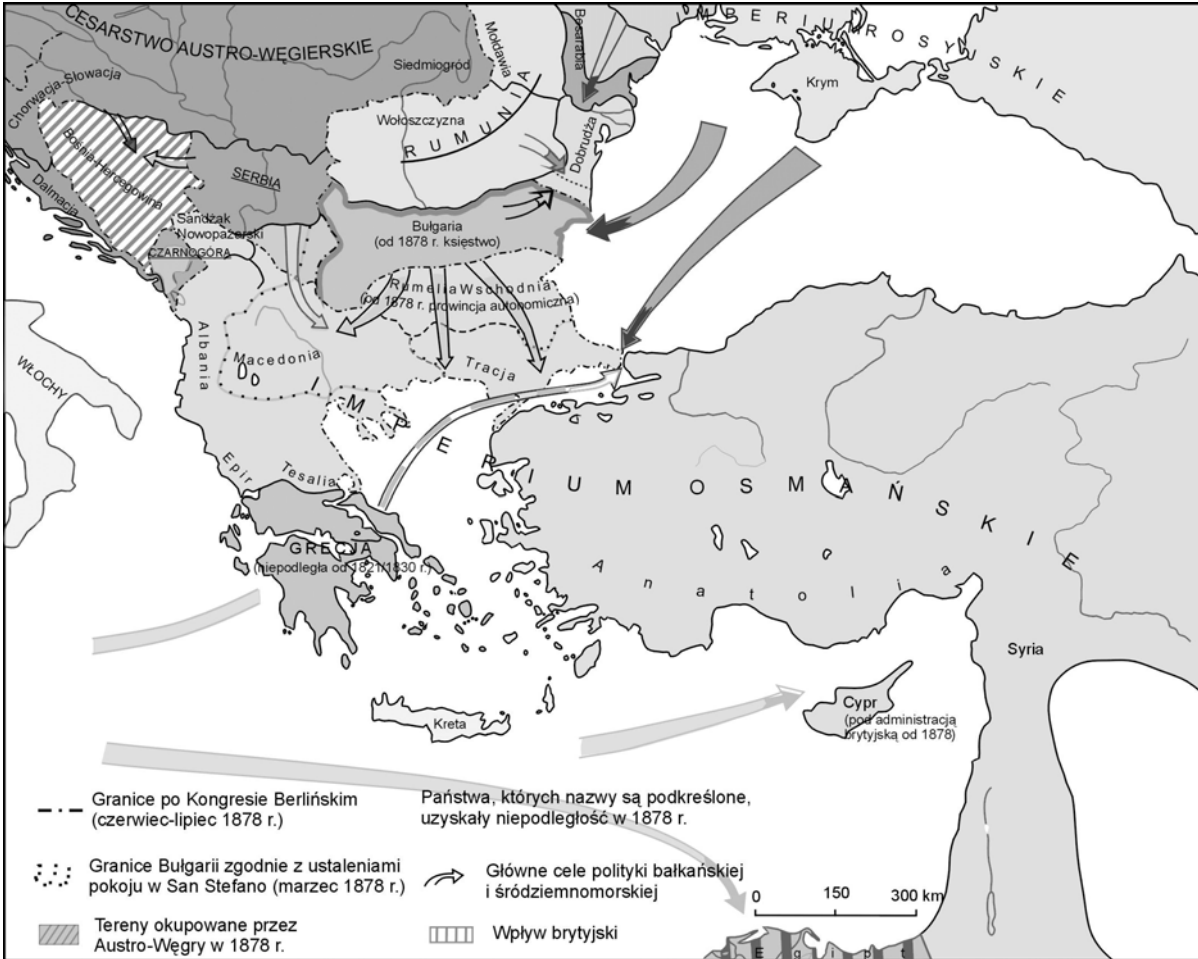 CESARSTWO AUSTRO-WĘGIERSKIE
Chorwacja-Słowacja
Siedmiogród
Mołdawia
Besarabia
IMPERIUM ROSYJSKIE
Krym
Wołoszczyzna
RUMUNIA
Dobrudża
Bośnia-Hercegowina
Dalmacja
SERBIA
Sandżak
Nowopazarski
CZARNOGÓRA
Bułgaria
(od 1878 r. księstwo)
Rumelia Wschodnia
(od 1878 r. prowincja autonomiczna)
Albania
Macedonia
Tracja
WŁOCHY
IMPERIUM OSMAŃSKIE
Epir
Tesalia
GRECJA
(niepodległa od 1821/1830 r.)
Anatolia
Syria
Kreta
Cypr
(pod administracją
brytyjską od 1878)
Granice po Kongresie Berlińskim
(czerwiec-lipiec 1878 r.)
Państwa, których nazwy są podkreślone,
uzyskały niepodległość w 1878 r.
Granice Bułgarii zgodnie z ustaleniami
pokoju w San Stefano (marzec 1878 r.)
Główne cele polityki bałkańskiej
i śródziemnomorskiej
0 150 300 km
Tereny okupowane przez
Austro-Węgry w 1878 r.
Wpływ brytyjski
Egipt